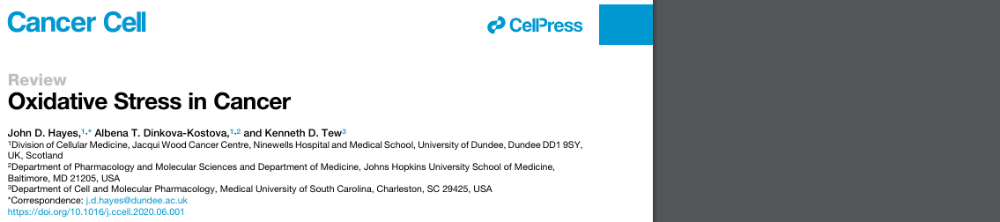 Cancer Cell
CellPress
Review
Oxidative Stress in Cancer
John D. Hayes,1,* Albena T. Dinkova-Kostova,1,2 and Kenneth D. Tew3
1Division of Cellular Medicine, Jacqui Wood Cancer Centre, Ninewells Hospital and Medical School, University of Dundee, Dundee DD1 9SY,
UK, Scotland
2Department of Pharmacology and Molecular Sciences and Department of Medicine, Johns Hopkins University School of Medicine,
Baltimore, MD 21205, USA
3Department of Cell and Molecular Pharmacology, Medical University of South Carolina, Charleston, SC 29425, USA
*Correspondence: j.d.hayes@dundee.ac.uk
https://doi.org/10.1016/j.ccell.2020.06.001